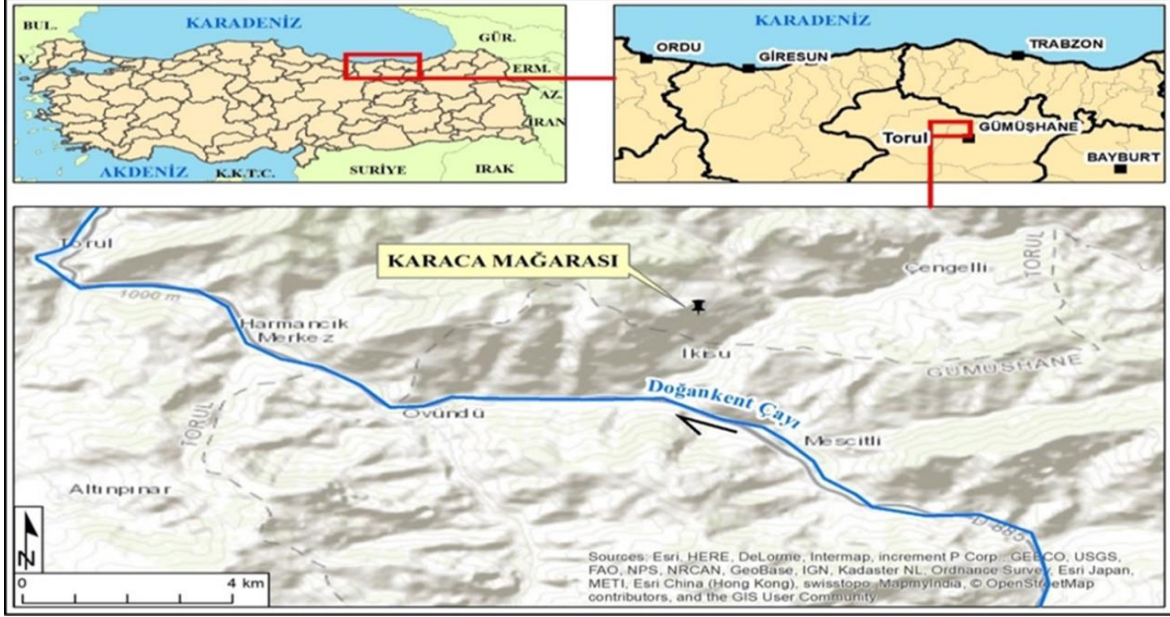 KARADENİZ
BUL.
GÜR.
Y.
ERM.
AZ.
İRAN
AKDENİZ
K.K.T.C.
SURİYE
IRAK
KARADENİZ
ORDU
GİRESUN
TRABZON
Torul
GÜMÜŞHANE
BAYBURT
Torul
1000 m
KARACA MAĞARASI
Çengelli
TORUL
Harmancık
Merkez
İkisu
GÜMÜŞHANE
Doğankent Çayı
Övündü
TORUL
Mescitli
Altınpınar
D-885
N
0 4 km
Sources: Esri, HERE, DeLorme, Intermap, increment P Corp., GEBCO, USGS,
FAO, NPS, NRCAN, GeoBase, IGN, Kadaster NL, Ordnance Survey, Esri Japan,
METI, Esri China (Hong Kong), swisstopo, MapmyIndia, © OpenStreetMap
contributors, and the GIS User Community